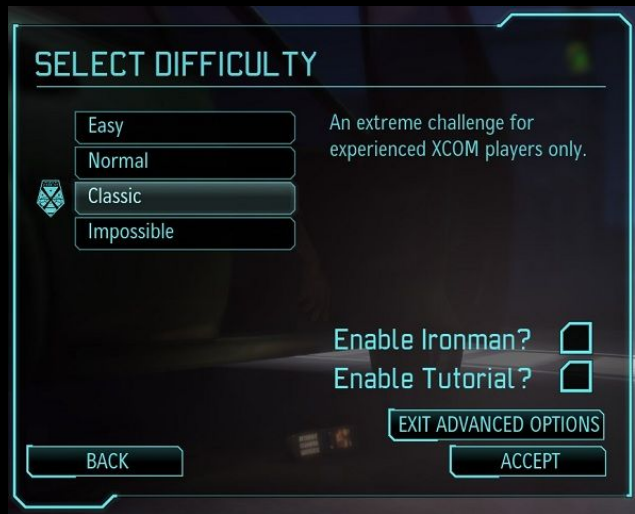 SELECT DIFFICULTY
Easy
Normal
Classic
Impossible
An extreme challenge for
experienced XCOM players only.
Enable Ironman?
Enable Tutorial?
EXIT ADVANCED OPTIONS
BACK
ACCEPT